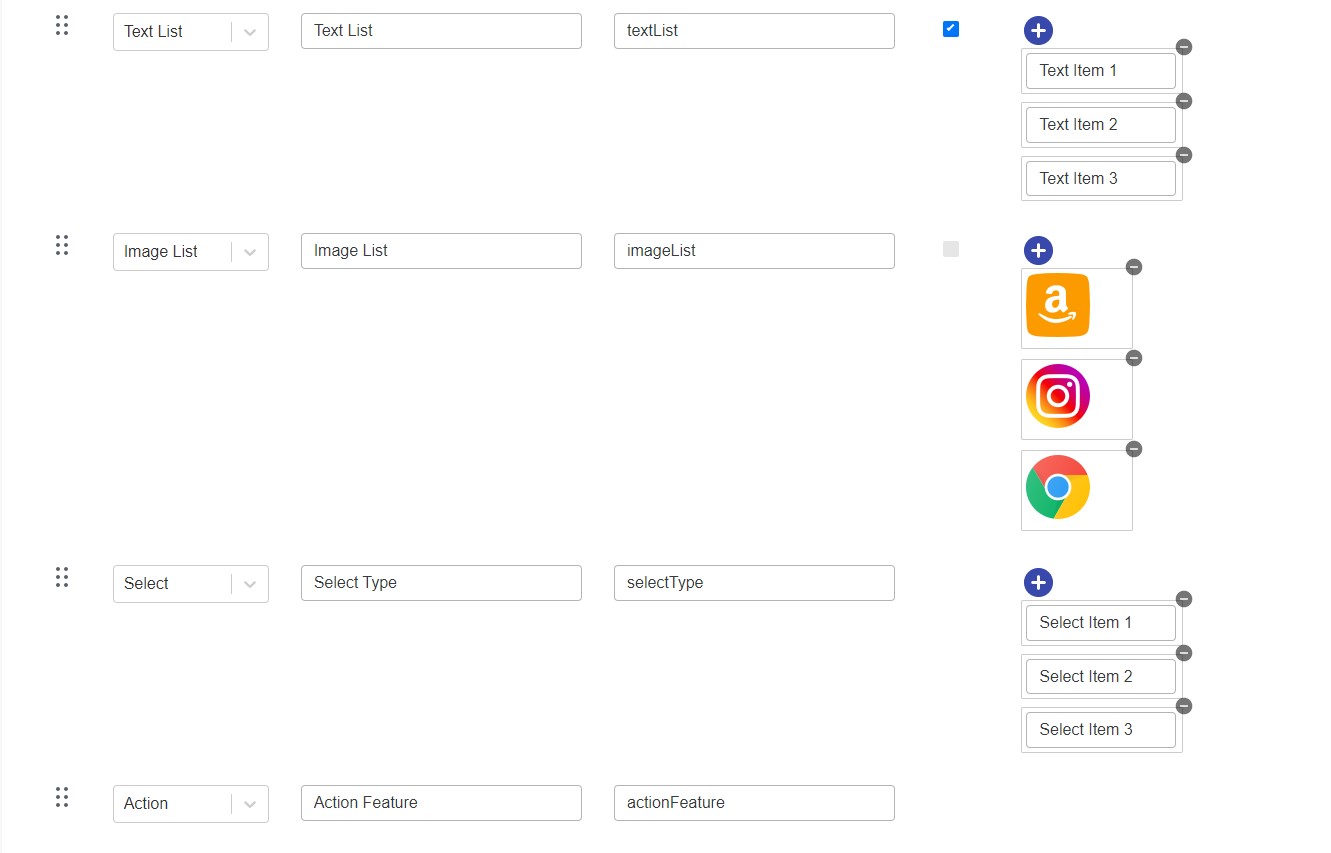 Text List Text List textList
Text Item 1
Text Item 2
Text Item 3
Image List Image List imageList
a
Select Select Type selectType
Select Item 1
Select Item 2
Select Item 3
Action Action Feature actionFeature